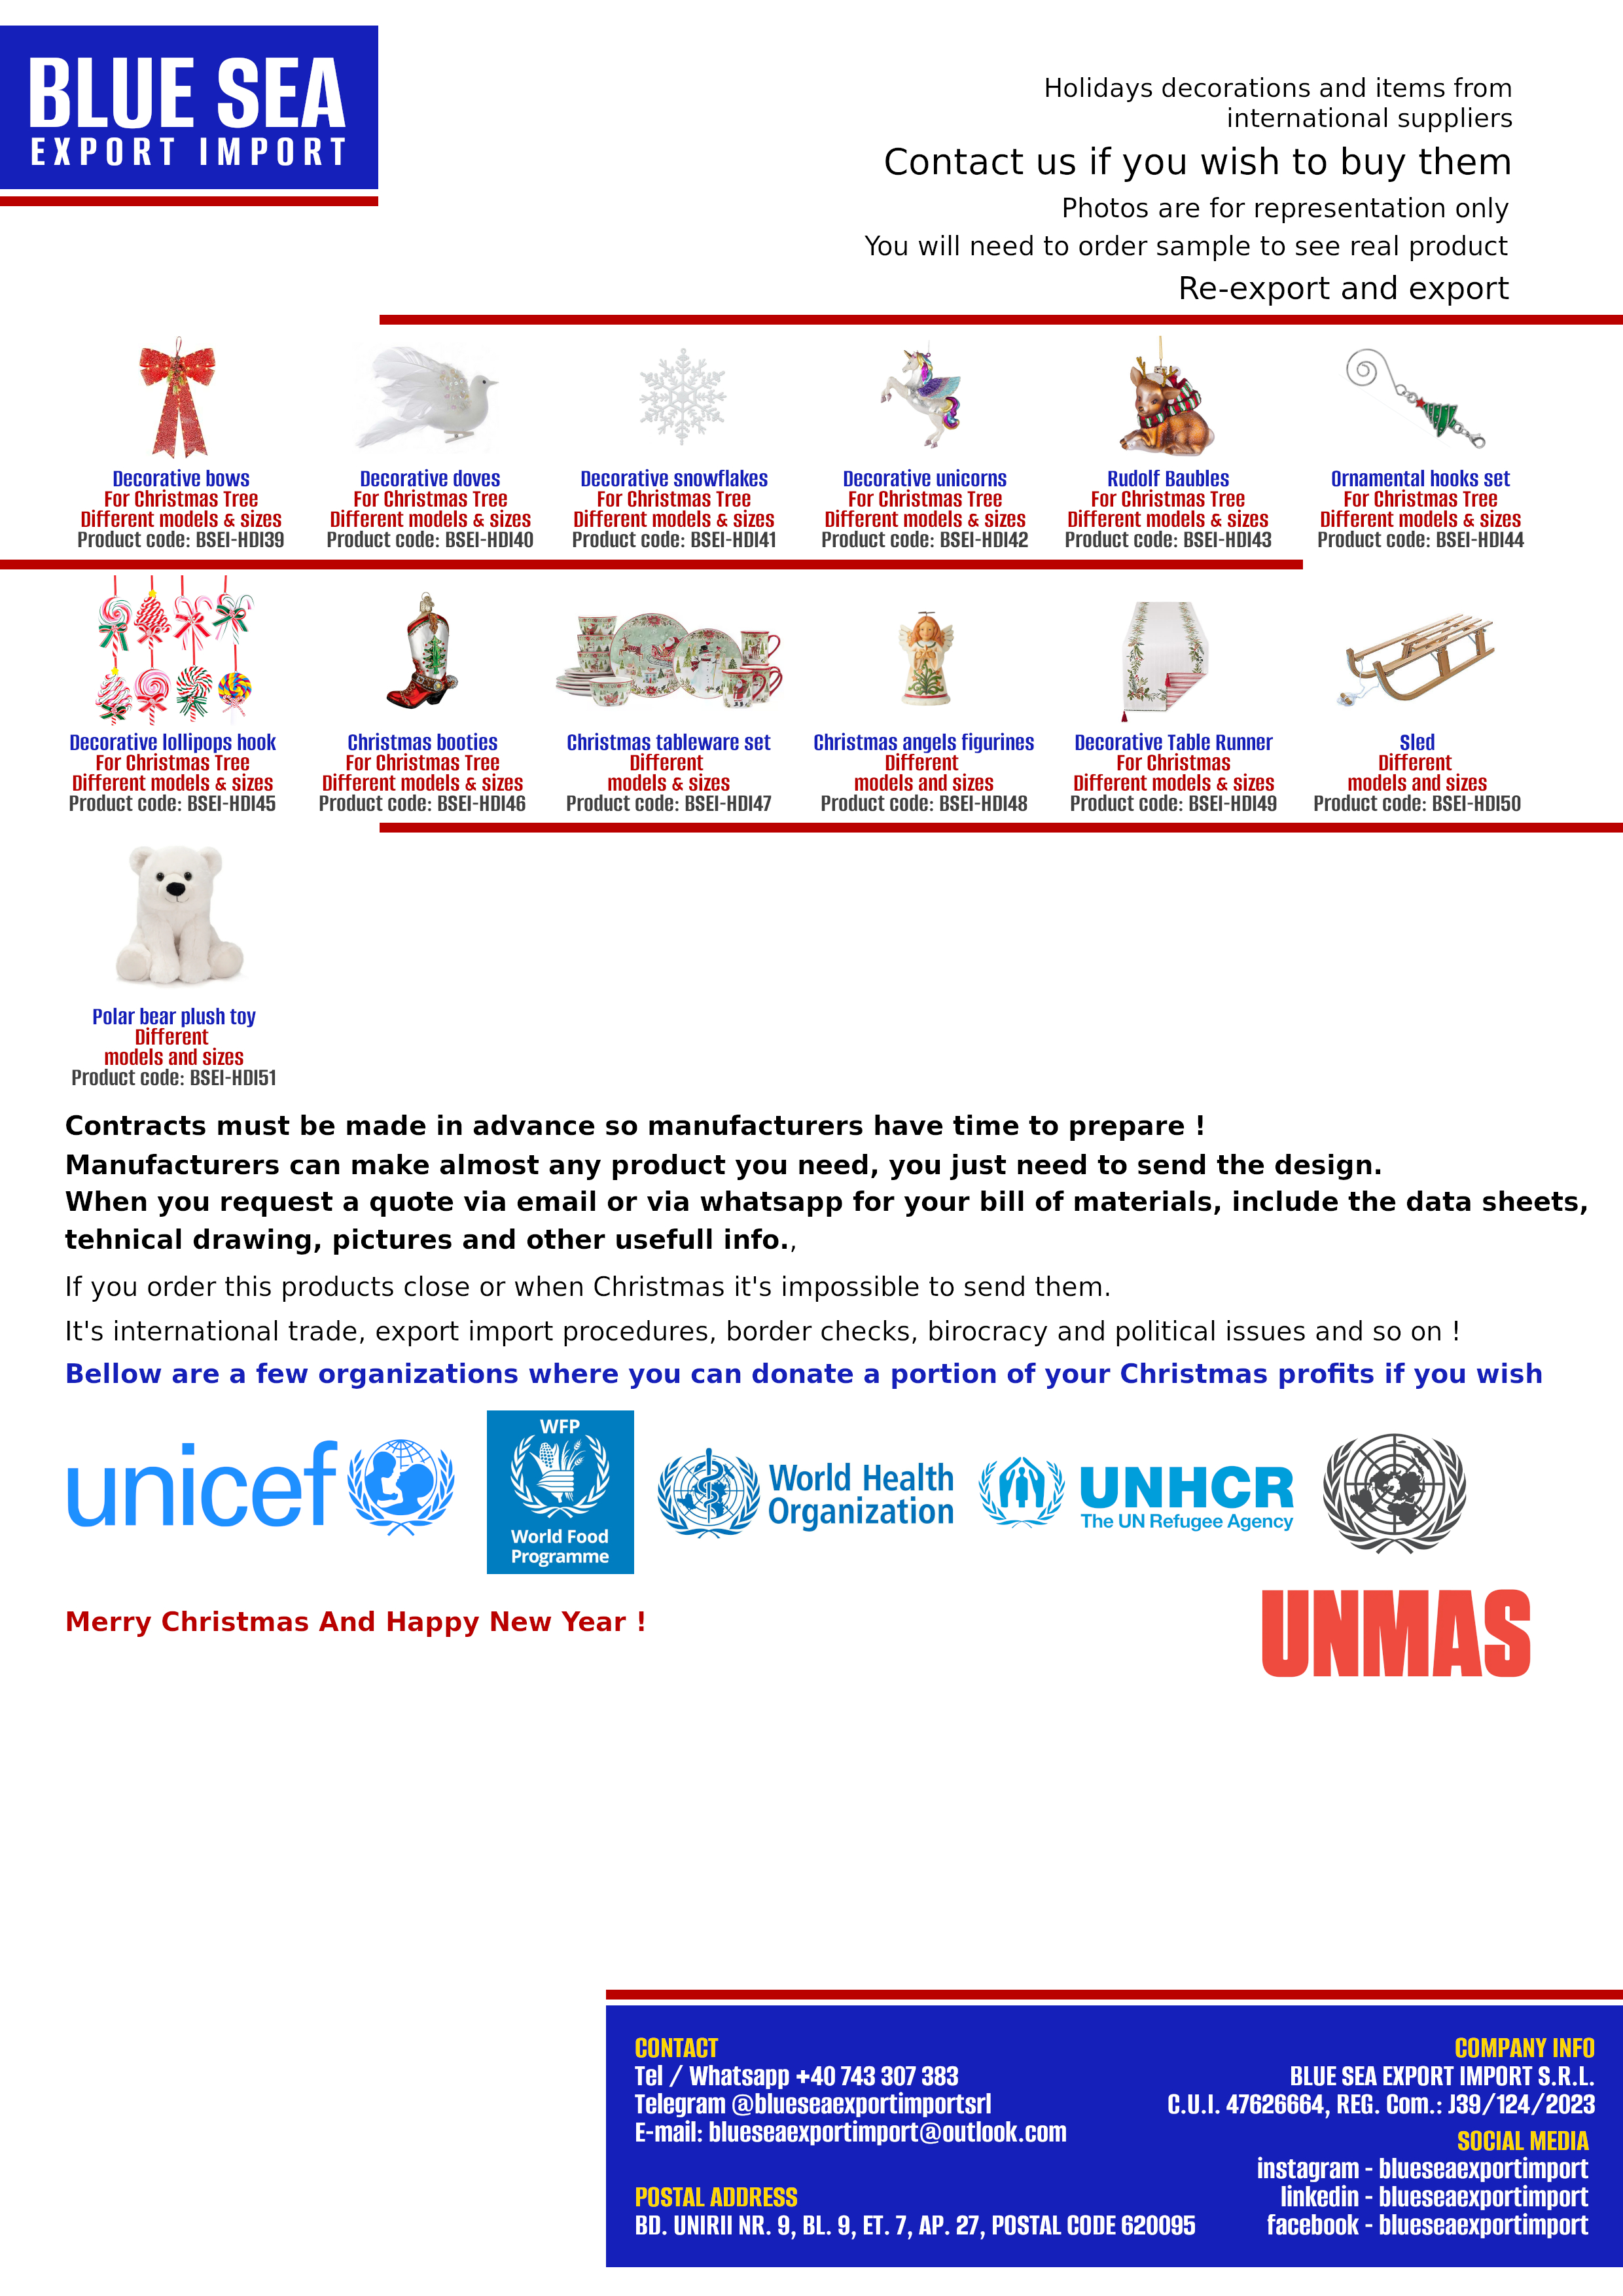 BLUE SEA
EXPORT IMPORT
Holidays decorations and items from
international suppliers
Contact us if you wish to buy them
Photos are for representation only
You will need to order sample to see real product
Re-export and export
Decorative bows
For Christmas Tree
Different models & sizes
Product code: BSEI-HDI39
Decorative doves
For Christmas Tree
Different models & sizes
Product code: BSEI-HDI40
Decorative snowflakes
For Christmas Tree
Different models & sizes
Product code: BSEI-HDI41
Decorative unicorns
For Christmas Tree
Different models & sizes
Product code: BSEI-HDI42
Rudolf Baubles
For Christmas Tree
Different models & sizes
Product code: BSEI-HDI43
Ornamental hooks set
For Christmas Tree
Different models & sizes
Product code: BSEI-HDI44
Decorative lollipops hook
For Christmas Tree
Different models & sizes
Product code: BSEI-HDI45
Christmas booties
For Christmas Tree
Different models & sizes
Product code: BSEI-HDI46
Christmas tableware set
Different
models & sizes
Product code: BSEI-HDI47
Christmas angels figurines
Different
models and sizes
Product code: BSEI-HDI48
Decorative Table Runner
For Christmas
Different models & sizes
Product code: BSEI-HDI49
Sled
Different
models and sizes
Product code: BSEI-HDI50
Polar bear plush toy
Different
models and sizes
Product code: BSEI-HDI51
Contracts must be made in advance so manufacturers have time to prepare !
Manufacturers can make almost any product you need, you just need to send the design.
When you request a quote via email or via whatsapp for your bill of materials, include the data sheets,
tehnical drawing, pictures and other usefull info.,
If you order this products close or when Christmas it's impossible to send them.
It's international trade, export import procedures, border checks, birocracy and political issues and so on !
Bellow are a few organizations where you can donate a portion of your Christmas profits if you wish
unicef
WFP
World Food
Programme
World Health
Organization
UNHCR
The UN Refugee Agency
UNMAS
Merry Christmas And Happy New Year !
CONTACT
Tel / Whatsapp +40 743 307 383
Telegram @blueseaexportimportsrl
E-mail: blueseaexportimport@outlook.com
POSTAL ADDRESS
BD. UNIRII NR. 9, BL. 9, ET. 7, AP. 27, POSTAL CODE 620095
COMPANY INFO
BLUE SEA EXPORT IMPORT S.R.L.
C.U.I. 47626664, REG. Com.: J39/124/2023
SOCIAL MEDIA
instagram - blueseaexportimport
linkedin - blueseaexportimport
facebook - blueseaexportimport